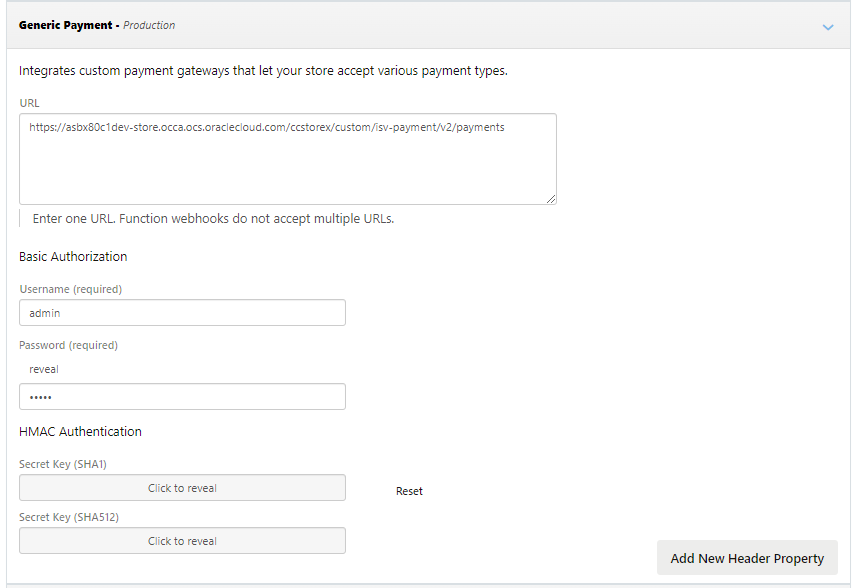 Generic Payment - Production
Integrates custom payment gateways that let your store accept various payment types.
URL
https://asbx80c1dev-store.occa.ocs.oraclecloud.com/ccstorex/custom/isv-payment/v2/payments
Enter one URL. Function webhooks do not accept multiple URLs.
Basic Authorization
Username (required)
admin
Password (required)
reveal
•••••
HMAC Authentication
Secret Key (SHA1)
Click to reveal
Reset
Secret Key (SHA512)
Click to reveal
Add New Header Property